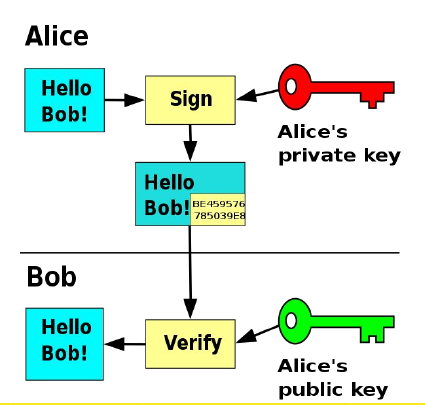 Alice
Hello
Bob!
Sign
Alice's
private key
Hello
Bob!
BE459576
785039E8
Bob
Hello
Bob!
Verify
Alice's
public key